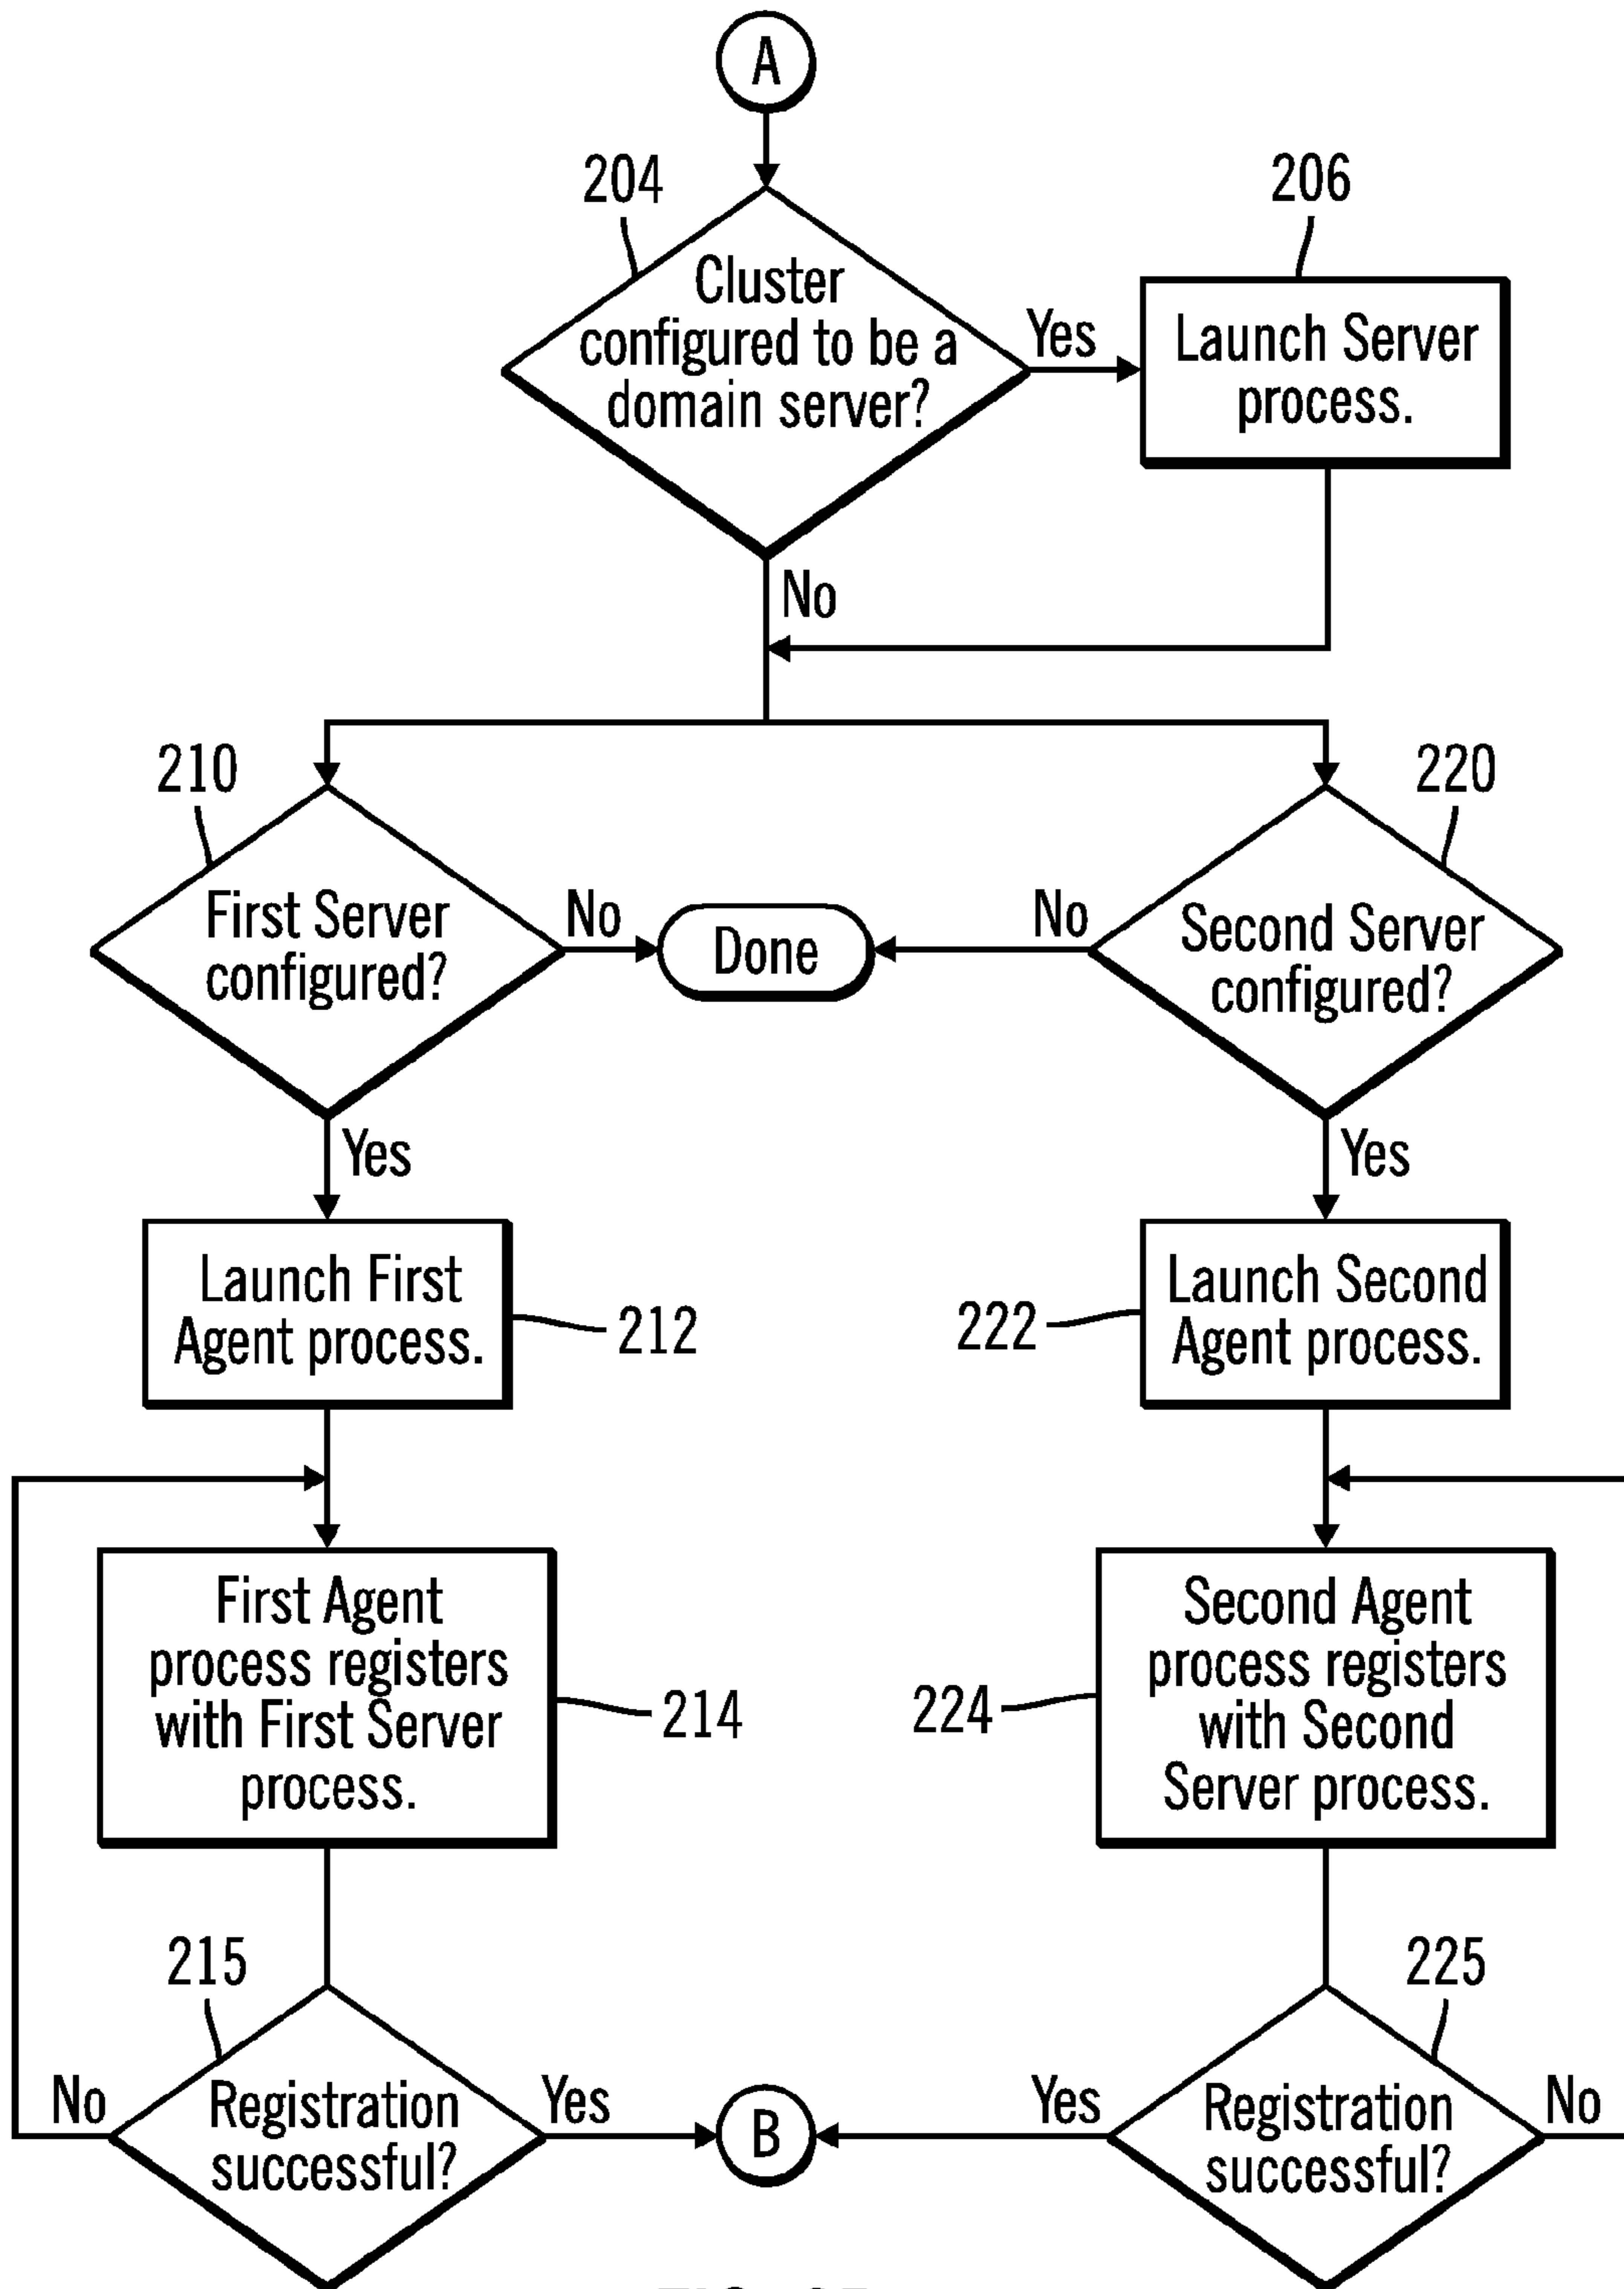 A
204
206
Cluster
configured to be a
domain server?
Yes
Launch Server
process.
No
210
220
First Server
configured?
No
Done
No
Second Server
configured?
Yes
Yes
Launch First
Agent process.
212
222
Launch Second
Agent process.
First Agent
process registers
with First Server
process.
214
224
Second Agent
process registers
with Second
Server process.
215
225
No
Registration
successful?
Yes
B
Yes
Registration
successful?
No